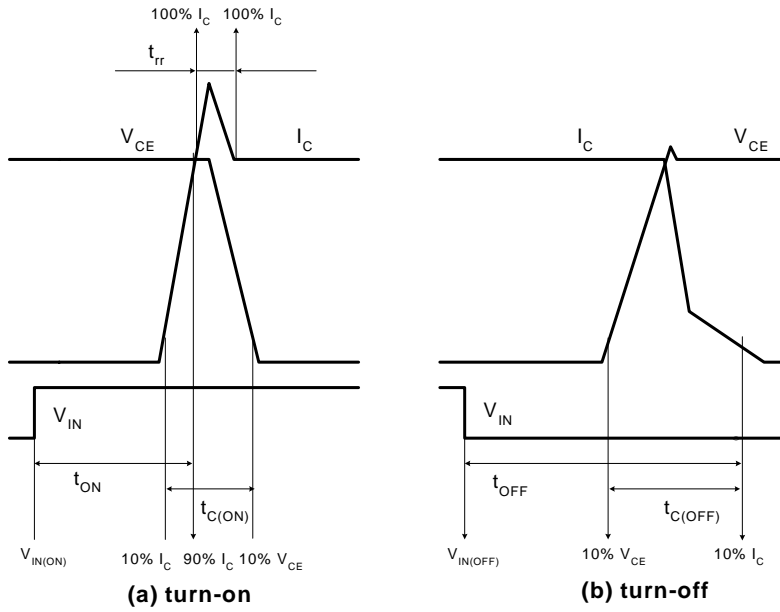 100% I_C 100% I_C
t_rr
V_CE I_C
I_C V_CE
V_IN
V_IN
t_ON
t_OFF
t_C(ON)
t_C(OFF)
V_IN(ON) 10% I_C 90% I_C 10% V_CE
V_IN(OFF) 10% V_CE 10% I_C
(a) turn-on
(b) turn-off